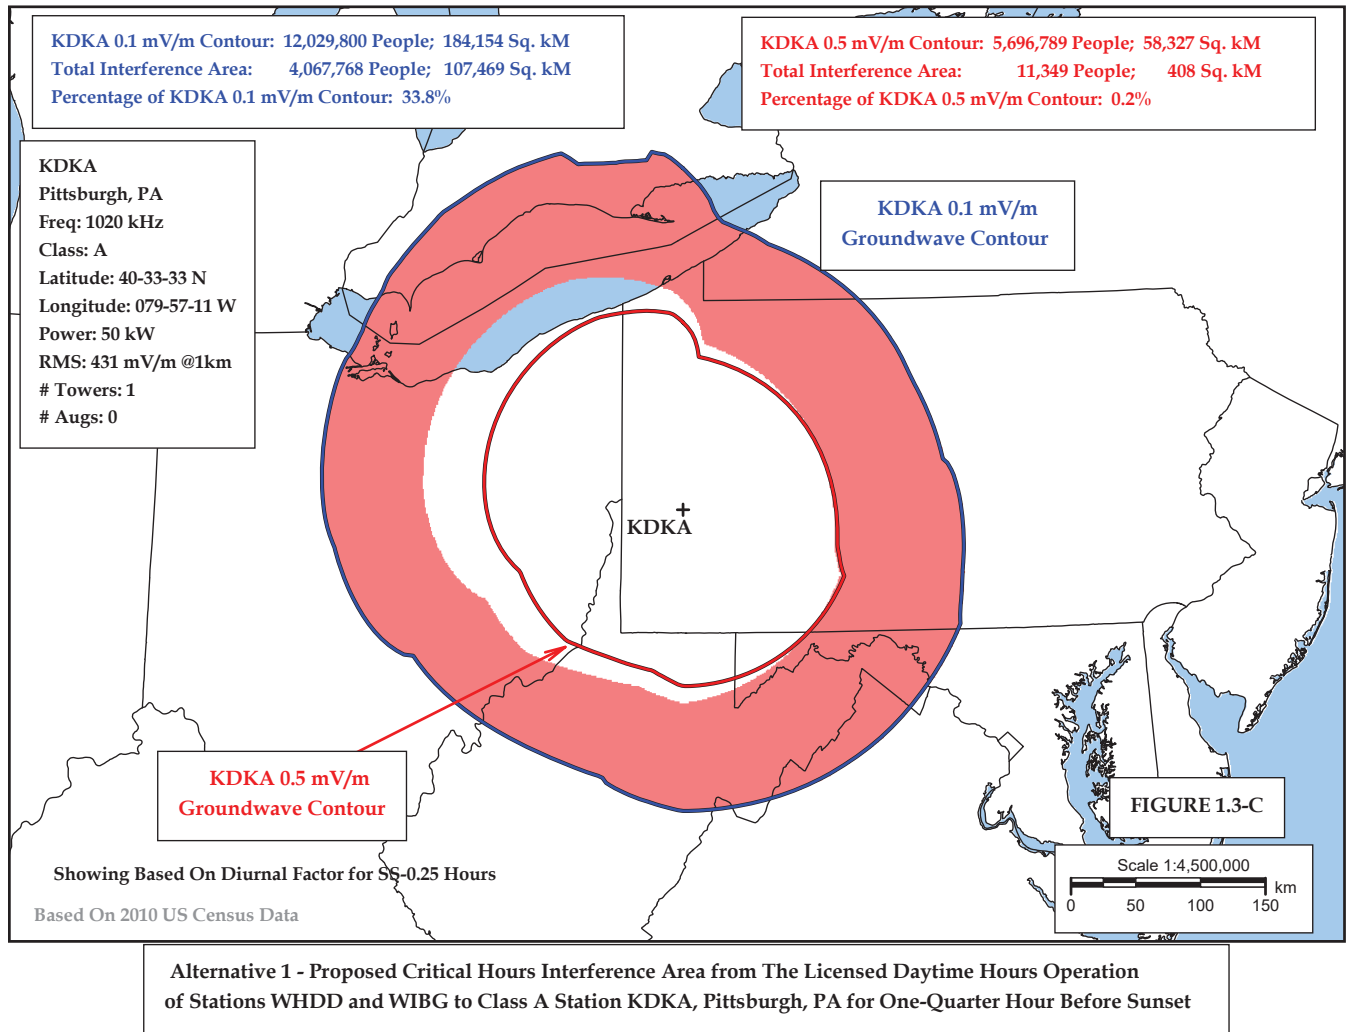 KDKA 0.1 mV/m Contour: 12,029,800 People; 184,154 Sq. kM
Total Interference Area: 4,067,768 People; 107,469 Sq. kM
Percentage of KDKA 0.1 mV/m Contour: 33.8%
KDKA 0.5 mV/m Contour: 5,696,789 People; 58,327 Sq. kM
Total Interference Area: 11,349 People; 408 Sq. kM
Percentage of KDKA 0.5 mV/m Contour: 0.2%
KDKA
Pittsburgh, PA
Freq: 1020 kHz
Class: A
Latitude: 40-33-33 N
Longitude: 079-57-11 W
Power: 50 kW
RMS: 431 mV/m @1km
# Towers: 1
# Augs: 0
KDKA 0.1 mV/m
Groundwave Contour
KDKA
KDKA 0.5 mV/m
Groundwave Contour
FIGURE 1.3-C
Scale 1:4,500,000
km
0 50 100 150
Showing Based On Diurnal Factor for SS-0.25 Hours
Based On 2010 US Census Data
Alternative 1 - Proposed Critical Hours Interference Area from The Licensed Daytime Hours Operation
of Stations WHDD and WIBG to Class A Station KDKA, Pittsburgh, PA for One-Quarter Hour Before Sunset